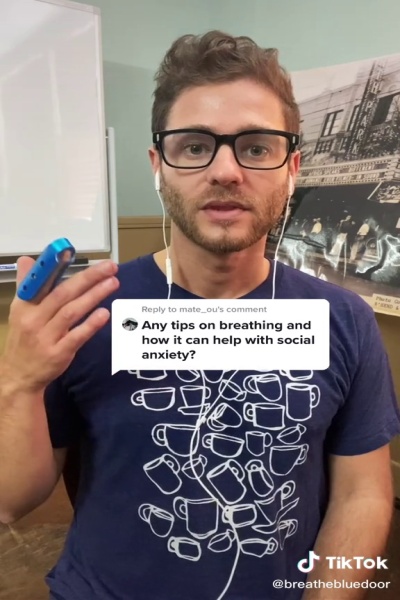 Reply to mate_ou's comment
Any tips on breathing and
how it can help with social
anxiety?
TikTok
@breathebluedoor